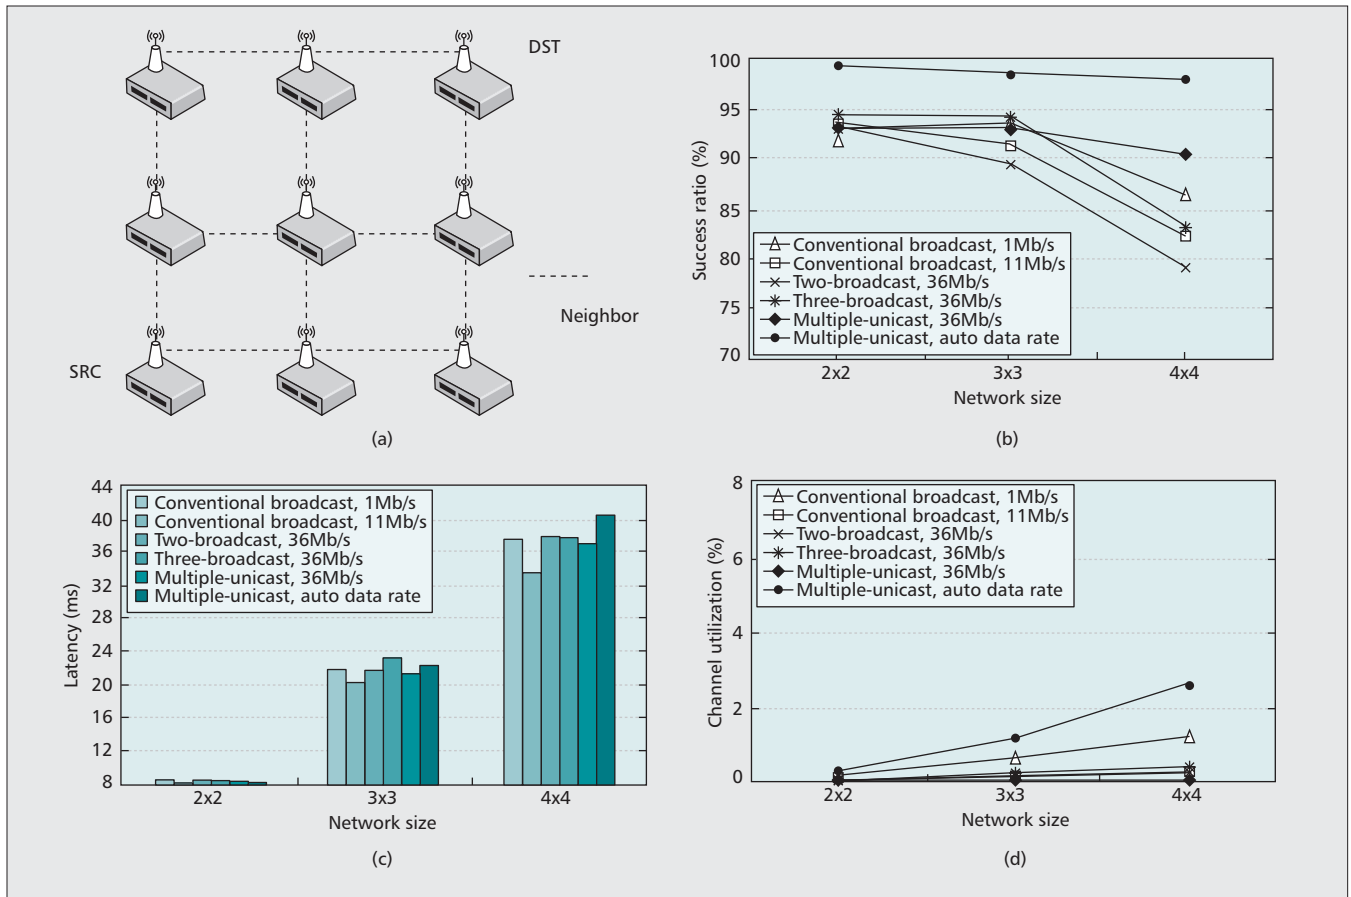 DST
Neighbor
SRC
(a)
Success ratio (%)
100
95
90
85
80
75
70
Conventional broadcast, 1Mb/s
Conventional broadcast, 11Mb/s
Two-broadcast, 36Mb/s
Three-broadcast, 36Mb/s
Multiple-unicast, 36Mb/s
Multiple-unicast, auto data rate
2x2
3x3
4x4
Network size
(b)
Latency (ms)
44
40
36
32
28
24
20
16
12
8
Conventional broadcast, 1Mb/s
Conventional broadcast, 11Mb/s
Two-broadcast, 36Mb/s
Three-broadcast, 36Mb/s
Multiple-unicast, 36Mb/s
Multiple-unicast, auto data rate
2x2
3x3
4x4
Network size
(c)
Channel utilization (%)
8
6
4
2
0
Conventional broadcast, 1Mb/s
Conventional broadcast, 11Mb/s
Two-broadcast, 36Mb/s
Three-broadcast, 36Mb/s
Multiple-unicast, 36Mb/s
Multiple-unicast, auto data rate
2x2
3x3
4x4
Network size
(d)